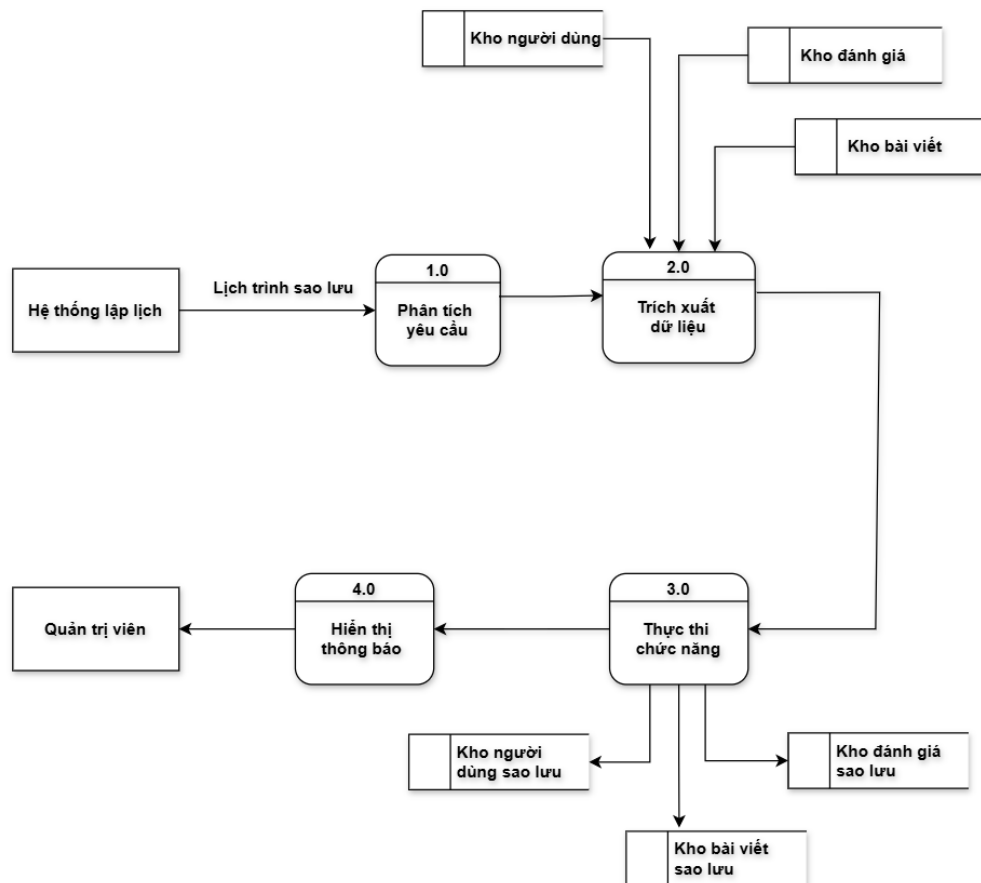 Kho người dùng
Kho đánh giá
Kho bài viết
Hệ thống lập lịch
Lịch trình sao lưu
1.0
Phân tích
yêu cầu
2.0
Trích xuất
dữ liệu
Quản trị viên
4.0
Hiển thị
thông báo
3.0
Thực thi
chức năng
Kho người
dùng sao lưu
Kho đánh giá
sao lưu
Kho bài viết
sao lưu